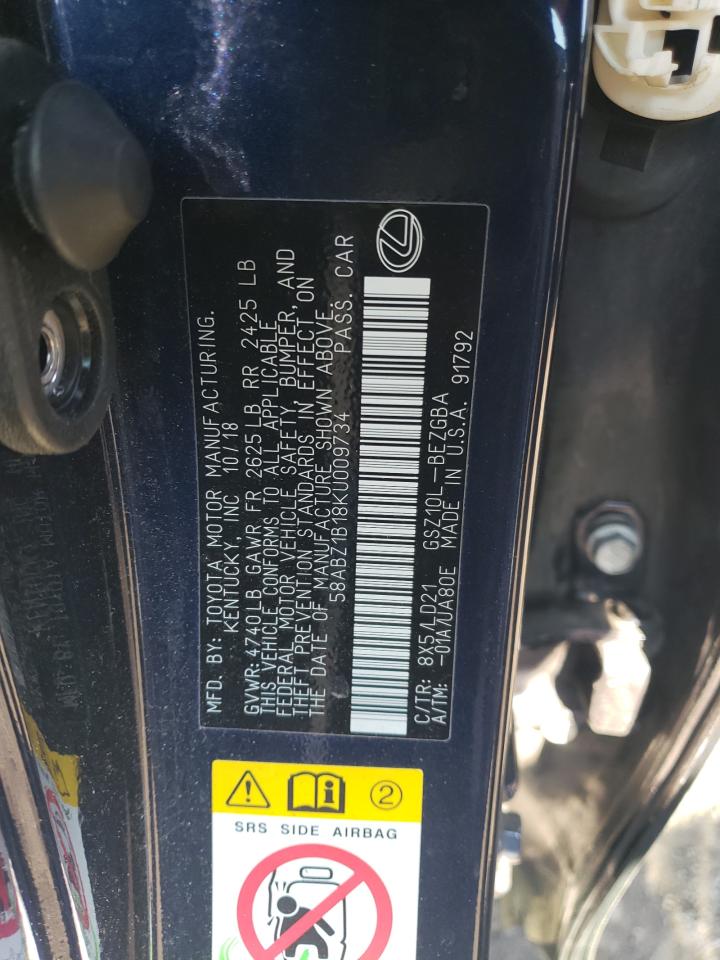 MFD. BY: TOYOTA MOTOR MANUFACTURING.
KENTUCKY, INC 10/18
GVWR: 4740LB GAWR FR 2625LB RR 2425 LB
THIS VEHICLE CONFORMS TO ALL APPLICABLE
FEDERAL MOTOR VEHICLE SAFETY, BUMPER, AND
THEFT PREVENTION STANDARDS IN EFFECT ON
THE DATE OF MANUFACTURE SHOWN ABOVE.
58ABZ1B18KU009734 PASS. CAR
C/TR: 8X5/LD21 GSZ10L-BEZGBA
A/TM: -01A/UA80E MADE IN U.S.A. 91792
2
SRS SIDE AIRBAG